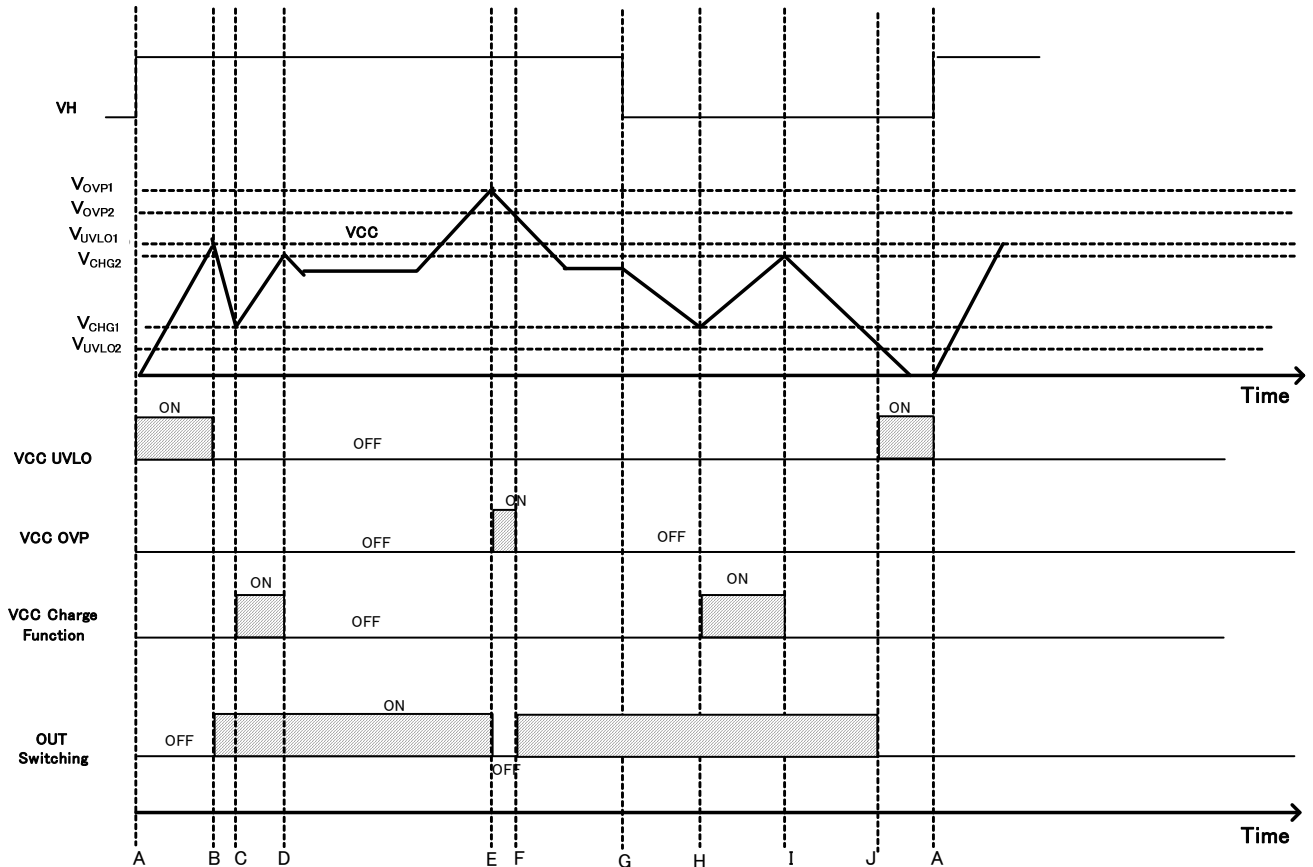 VH
VOVP1
VOVP2
VUVLO1
VCC
VCHG2
VCHG1
VUVLO2
Time
ON
ON
OFF
VCC UVLO
ON
VCC OVP
OFF
OFF
ON
ON
VCC Charge
Function
OFF
ON
OUT
Switching
OFF
OFF
Time
A B C D E F G H I J A